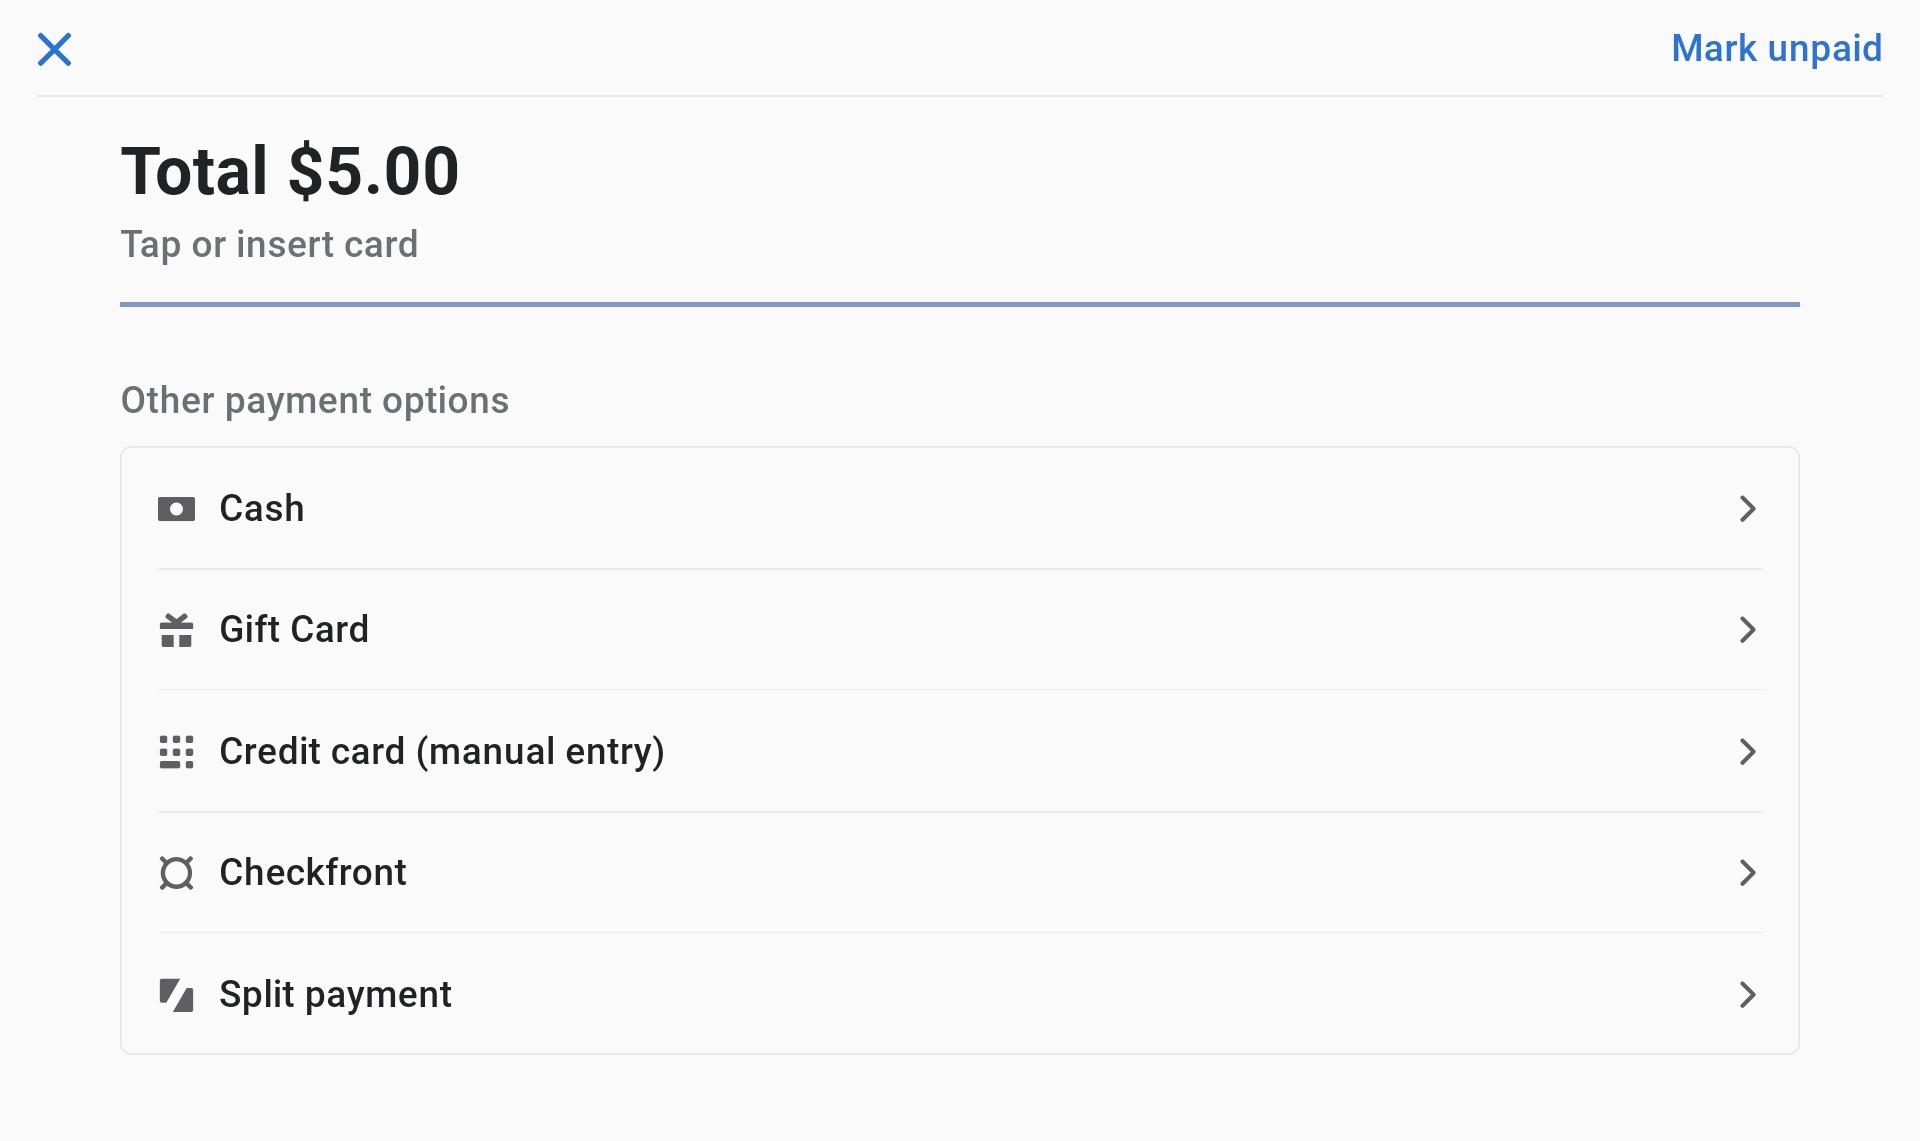 Mark unpaid
Total $5.00
Tap or insert card
Other payment options
Cash
Gift Card
Credit card (manual entry)
Checkfront
Split payment